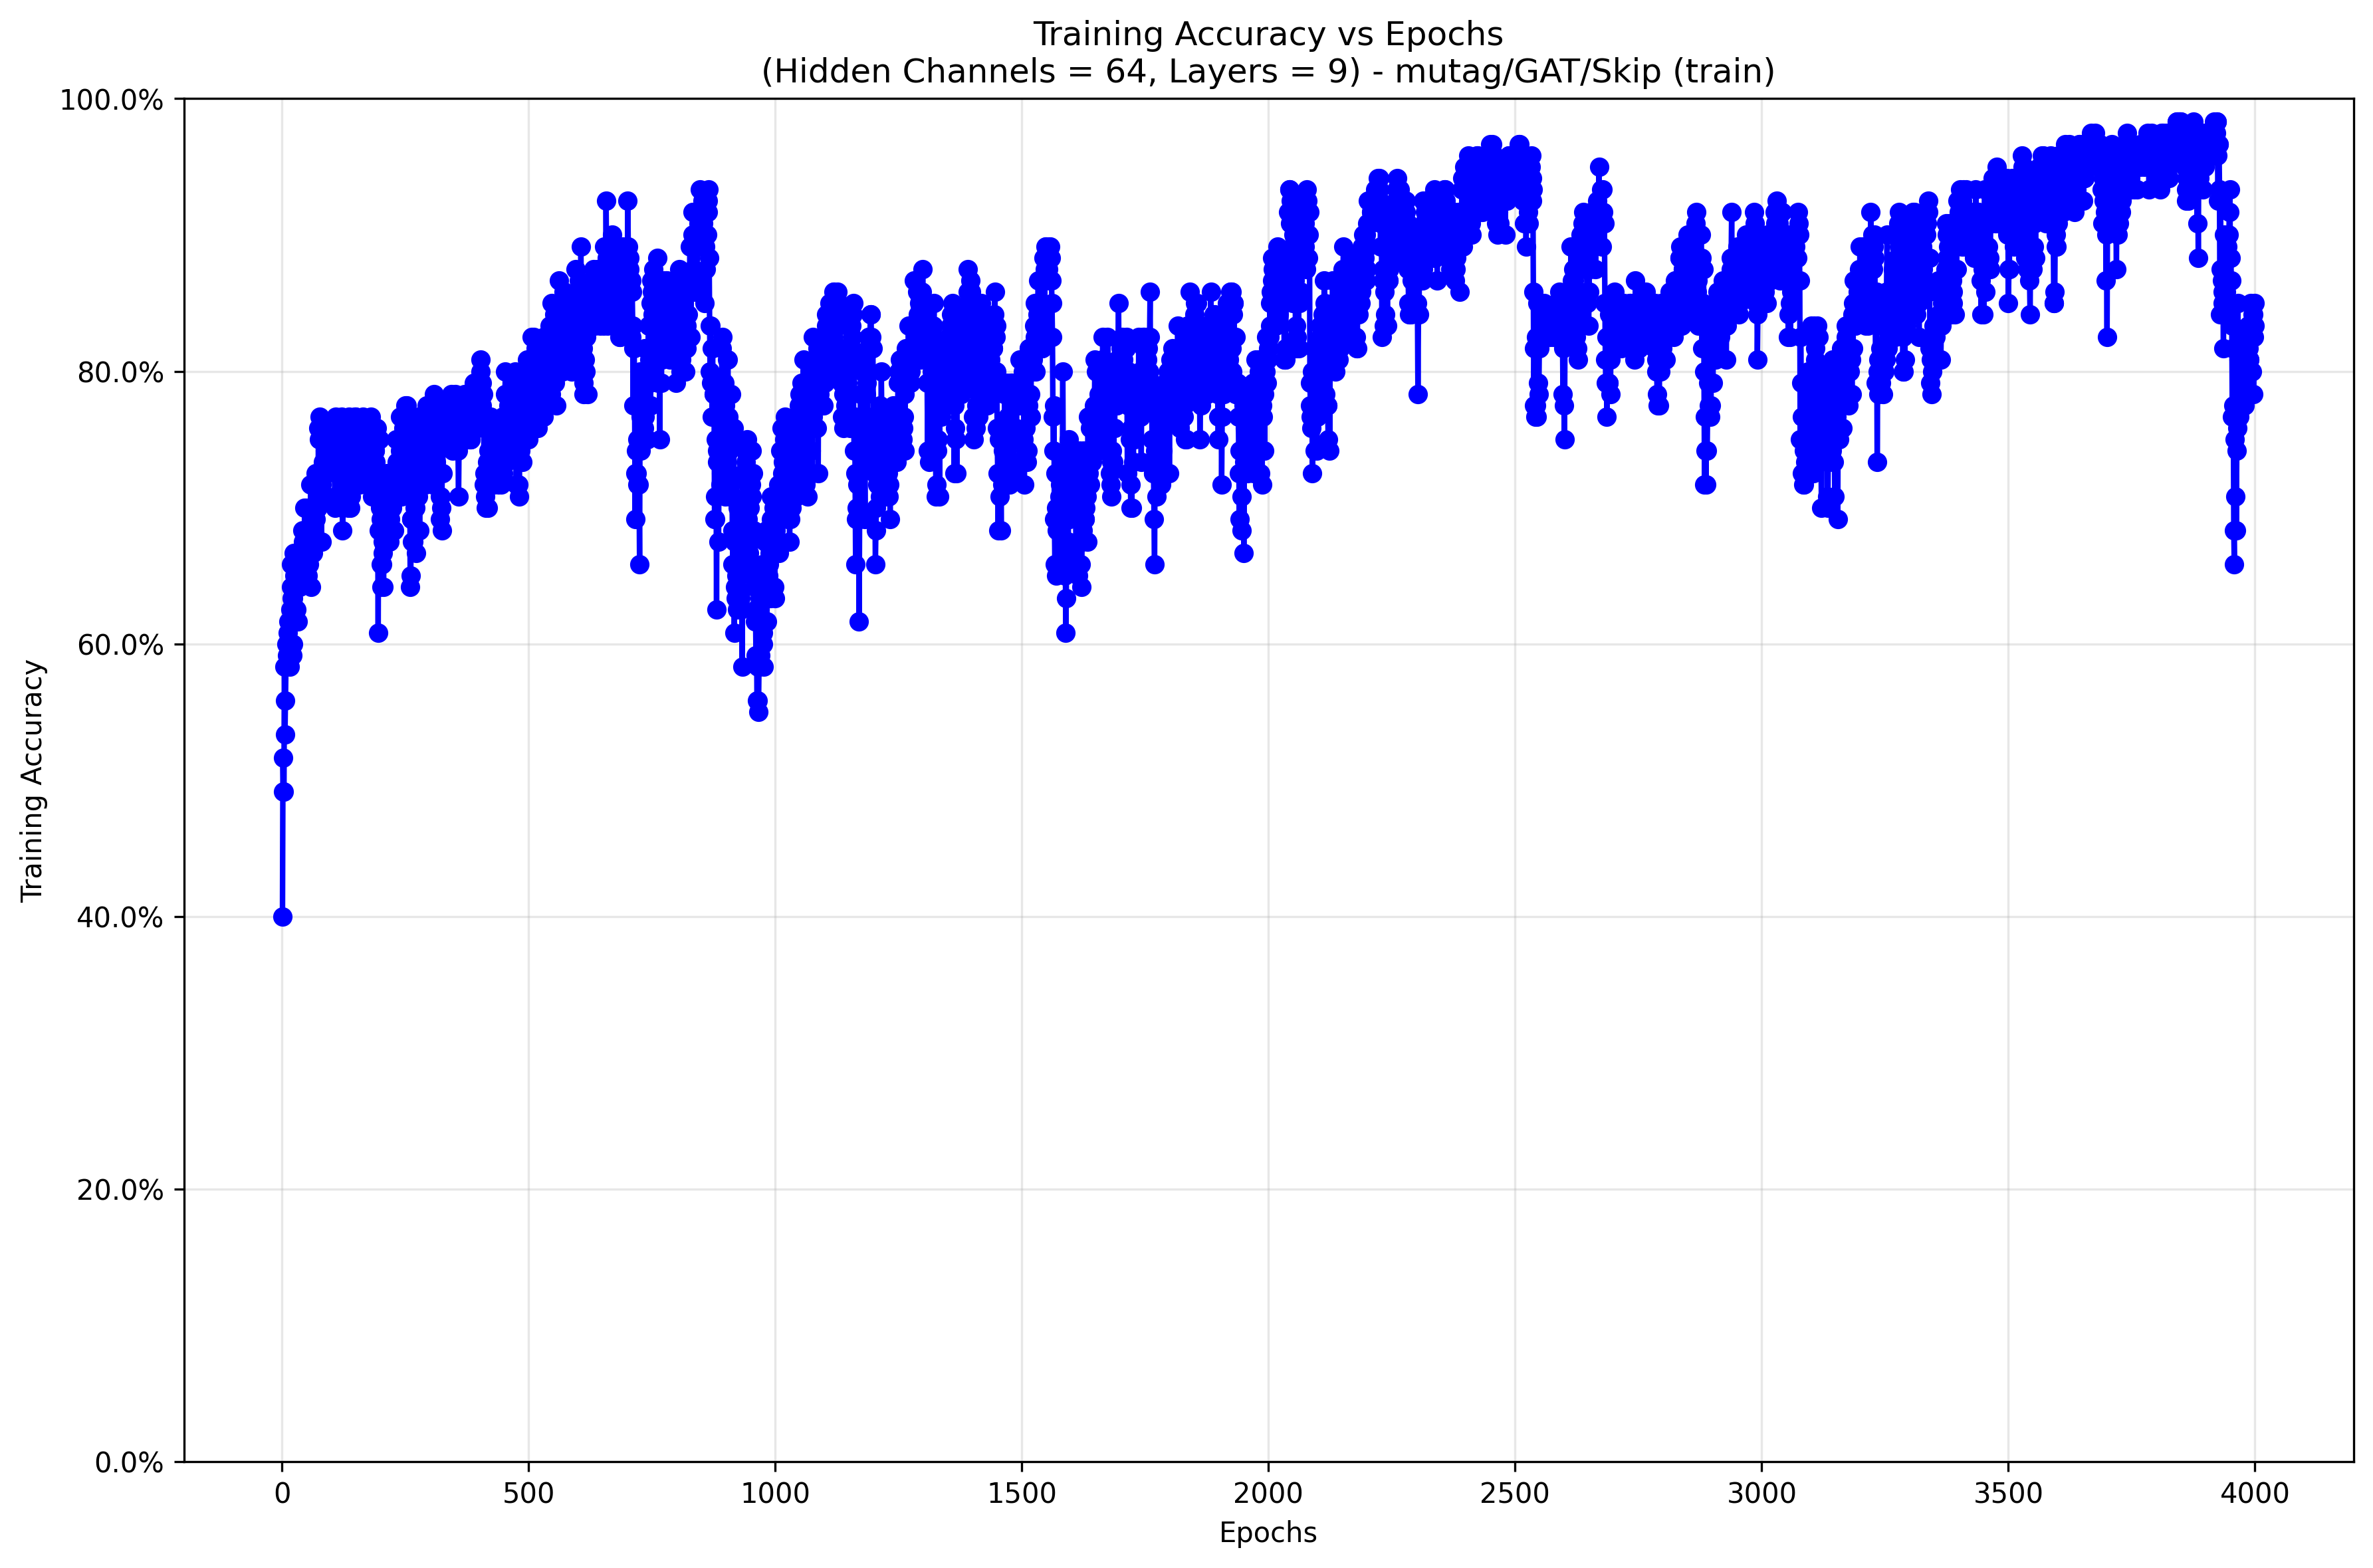 Training Accuracy vs Epochs
(Hidden Channels = 64, Layers = 9) - mutag/GAT/Skip (train)
100.0%
80.0%
60.0%
40.0%
20.0%
0.0%
Training Accuracy
0 500 1000 1500 2000 2500 3000 3500 4000
Epochs